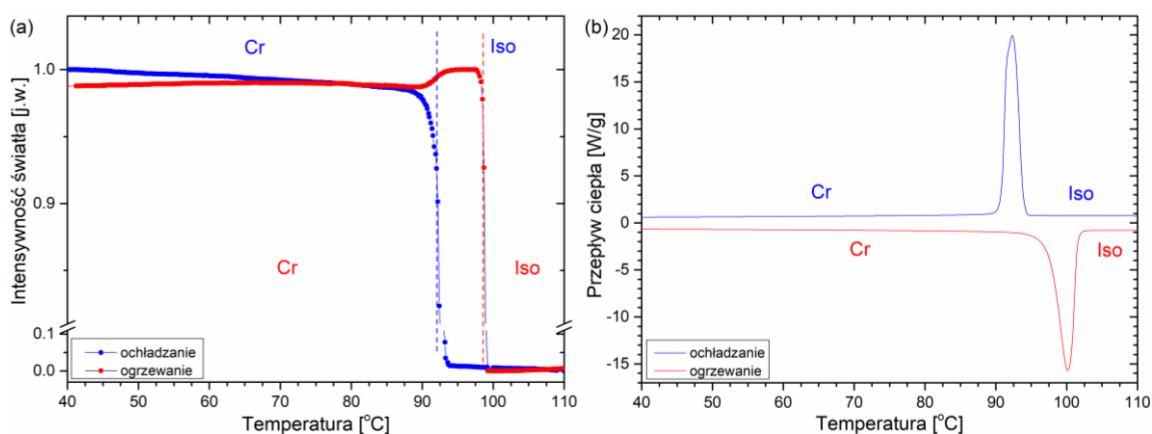 (a)
Cr
Iso
1.0
0.9
0.1
0.0
Intensywność światła [j.w.]
Cr
Iso
ochładzanie
ogrzewanie
40 50 60 70 80 90 100 110
Temperatura [°C]
(b)
20
15
10
5
0
-5
-10
-15
Przepływ ciepła [W/g]
Cr
Iso
Cr
Iso
ochładzanie
ogrzewanie
40 50 60 70 80 90 100 110
Temperatura [°C]